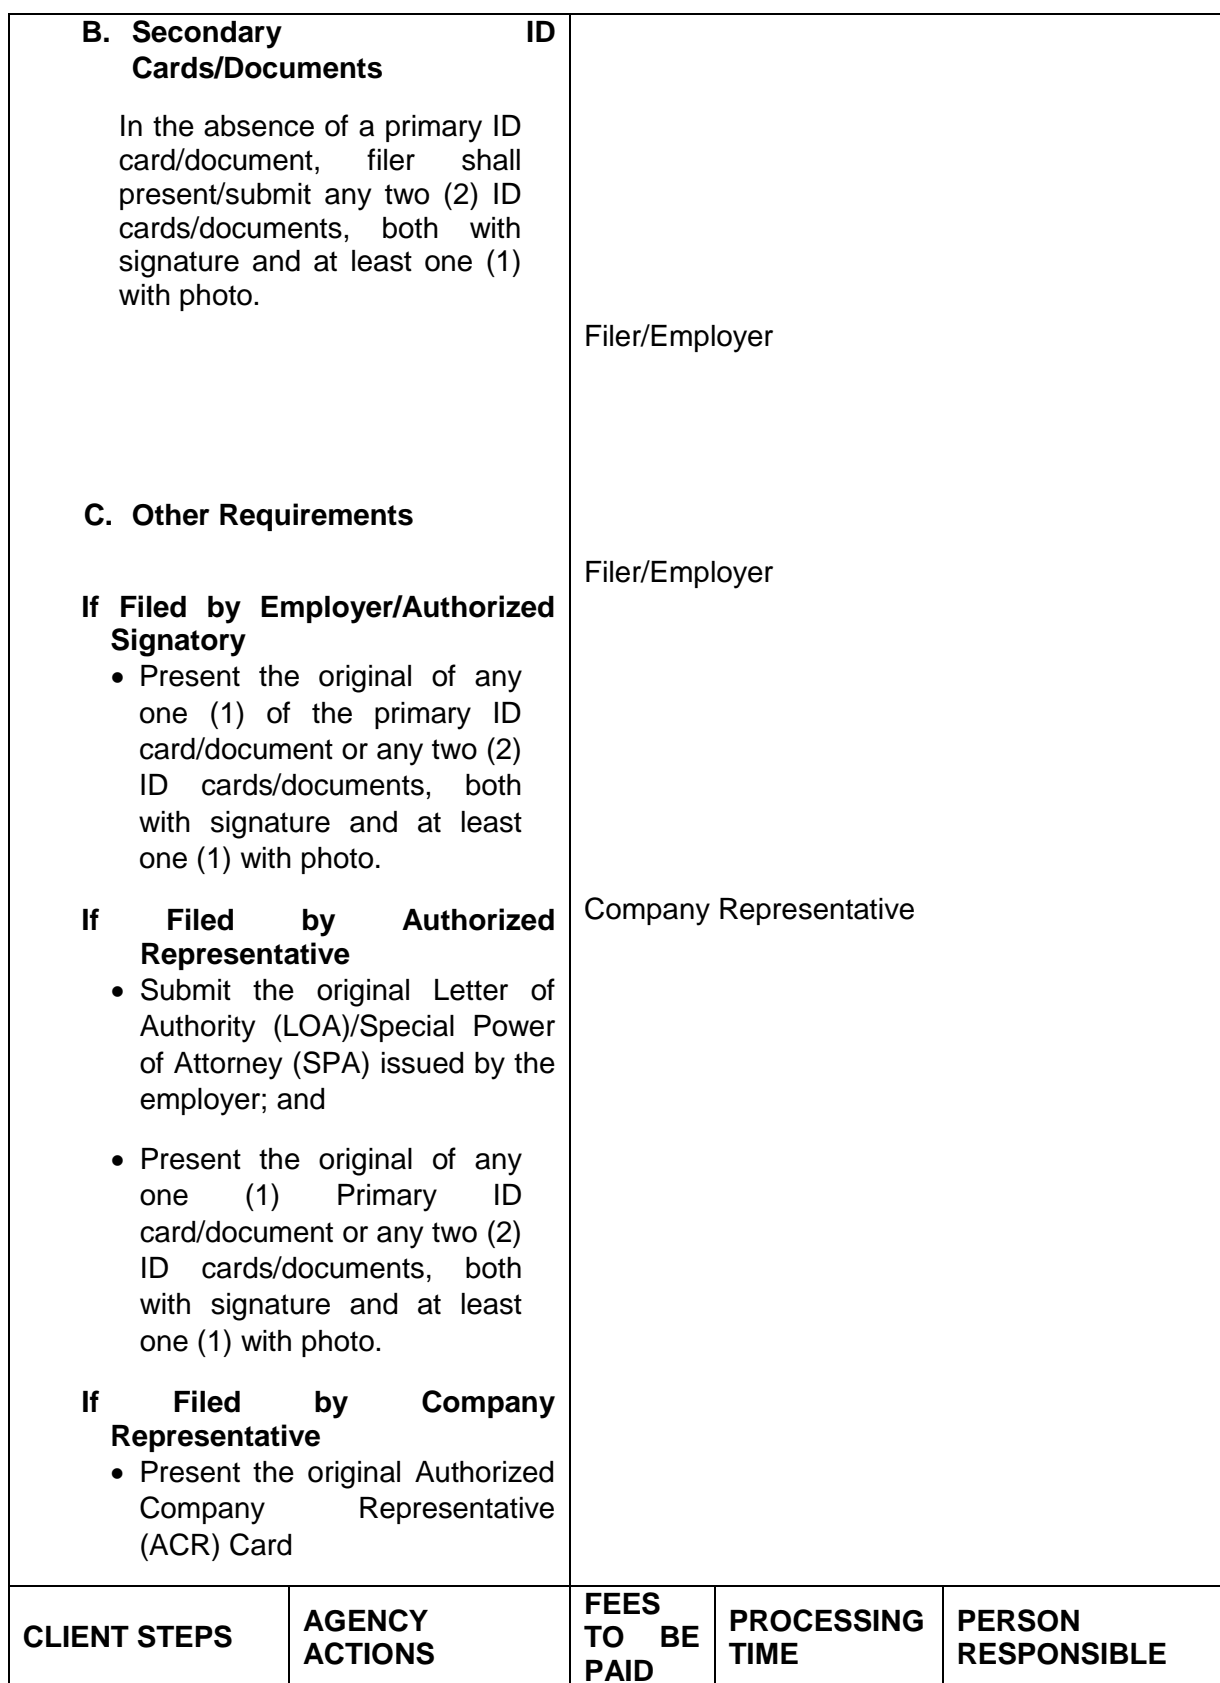 B. Secondary ID
Cards/Documents
In the absence of a primary ID
card/document, filer shall
present/submit any two (2) ID
cards/documents, both with
signature and at least one (1)
with photo.
Filer/Employer
C. Other Requirements
Filer/Employer
If Filed by Employer/Authorized
Signatory
• Present the original of any
one (1) of the primary ID
card/document or any two (2)
ID cards/documents, both
with signature and at least
one (1) with photo.
Company Representative
If Filed by Authorized
Representative
• Submit the original Letter of
Authority (LOA)/Special Power
of Attorney (SPA) issued by the
employer; and
• Present the original of any
one (1) Primary ID
card/document or any two (2)
ID cards/documents, both
with signature and at least
one (1) with photo.
If Filed by Company
Representative
• Present the original Authorized
Company Representative
(ACR) Card
CLIENT STEPS
AGENCY
ACTIONS
FEES
TO BE
PAID
PROCESSING
TIME
PERSON
RESPONSIBLE